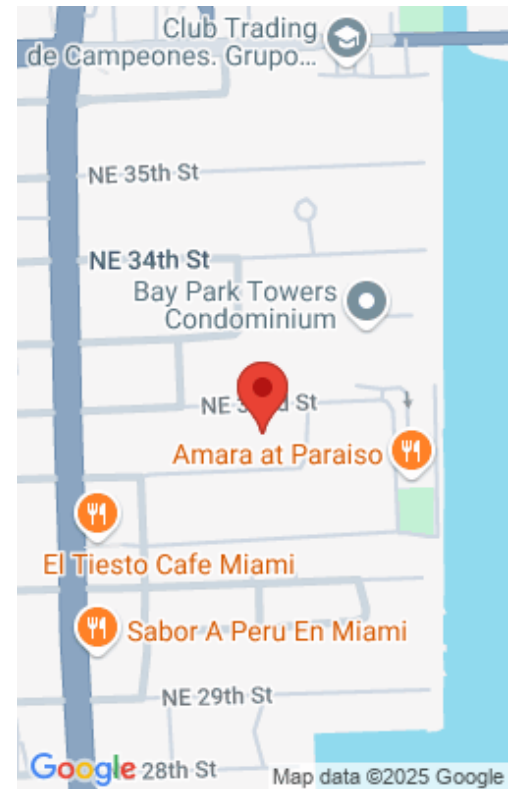 Club Trading
de Campeones. Grupo...
NE 35th St
NE 34th St
Bay Park Towers
Condominium
NE 3 d St
Amara at Paraiso
El Tiesto Cafe Miami
Sabor A Peru En Miami
NE 29th St
Google
28th St
Map data ©2025 Google